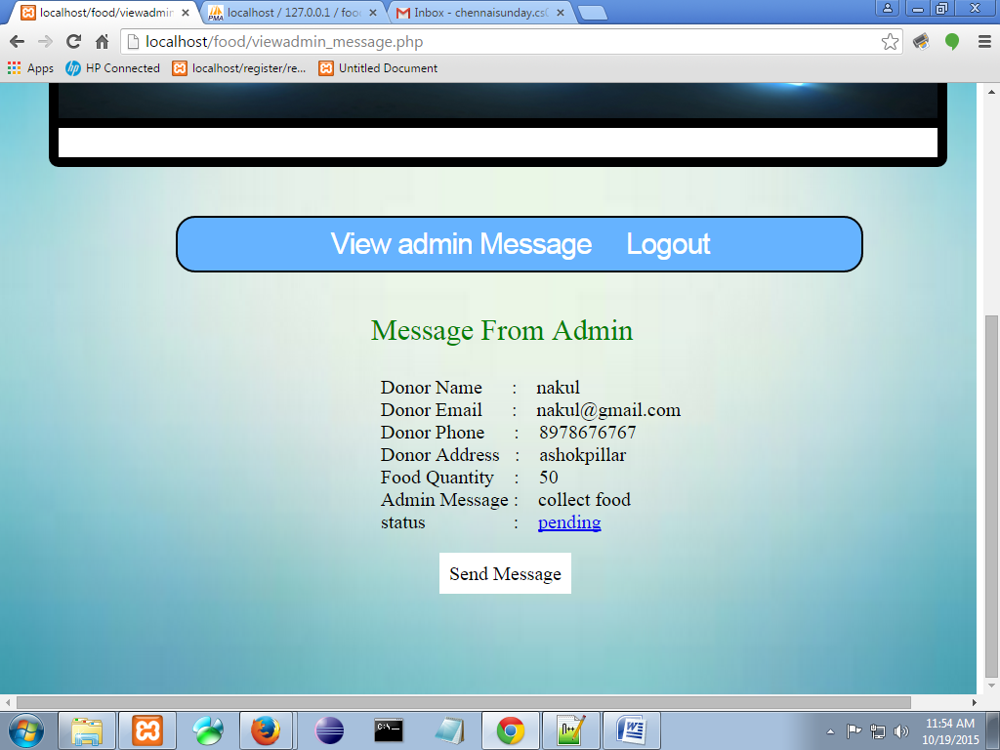 localhost/food/viewadmin
localhost / 127.0.0.1 / foo
Inbox - chennaisunday.cs
localhost/food/viewadmin_message.php
Apps
HP Connected
localhost/register/re...
Untitled Document
View admin Message Logout
Message From Admin
Donor Name : nakul
Donor Email : nakul@gmail.com
Donor Phone : 8978676767
Donor Address : ashokpillar
Food Quantity : 50
Admin Message : collect food
status : pending
Send Message
11:54 AM
10/19/2015